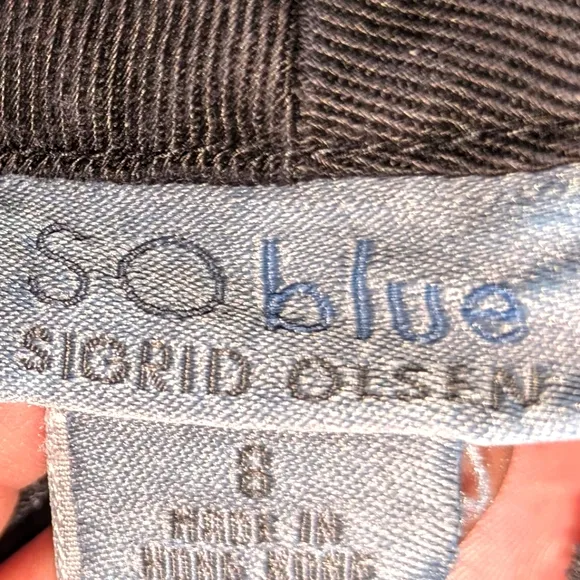 SO blue
SIGRID OLSEN
8
MADE IN
HONG KONG